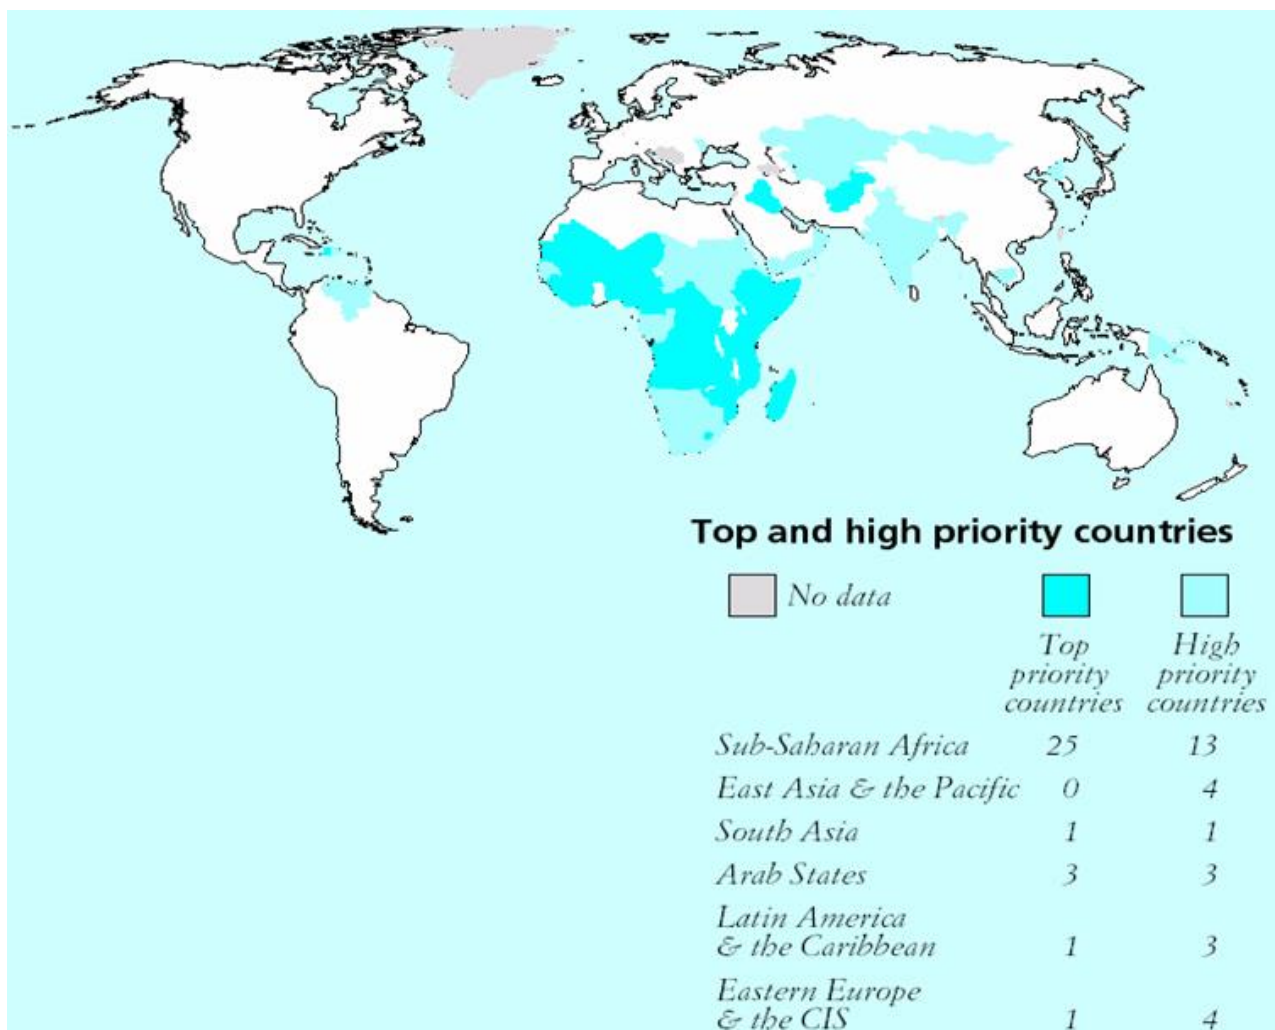 Top and high priority countries
No data
Top
priority
countries
High
priority
countries
Sub-Saharan Africa 25 13
East Asia & the Pacific 0 4
South Asia 1 1
Arab States 3 3
Latin America
& the Caribbean 1 3
Eastern Europe
& the CIS 1 4